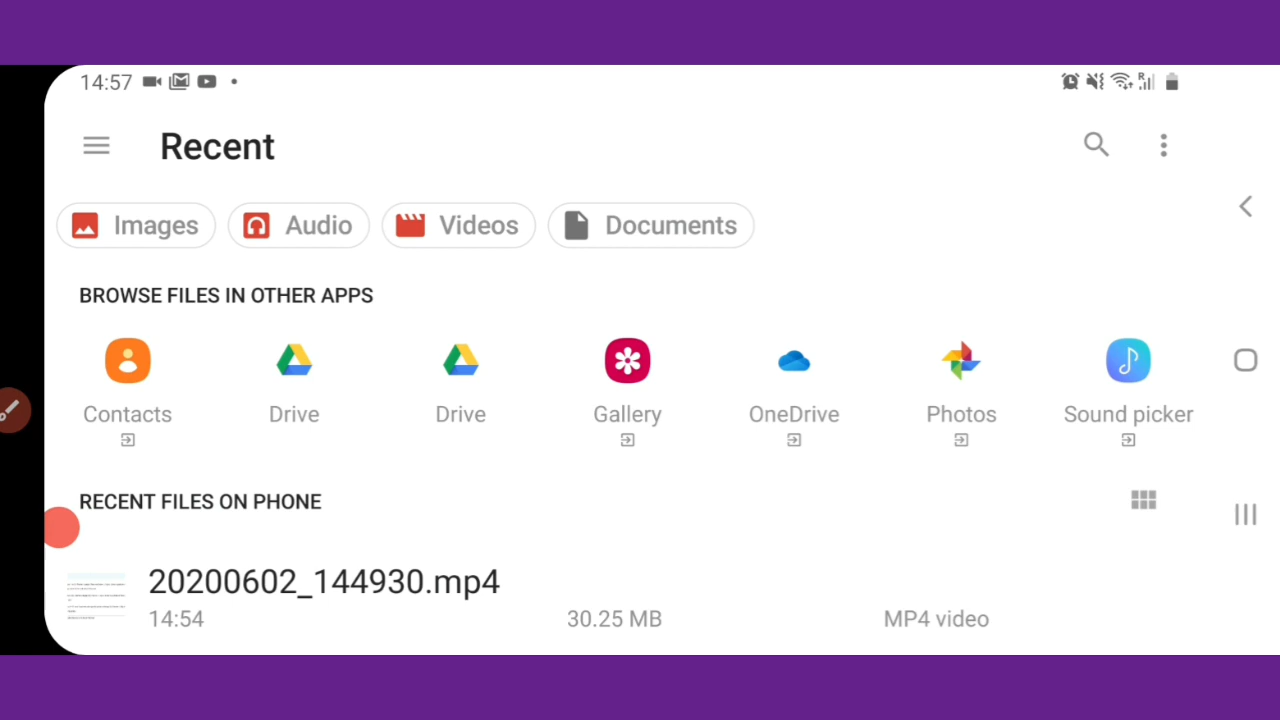 14:57
Recent
Images Audio Videos Documents
BROWSE FILES IN OTHER APPS
Contacts Drive Drive Gallery OneDrive Photos Sound picker
RECENT FILES ON PHONE
20200602_144930.mp4
14:54 30.25 MB MP4 video